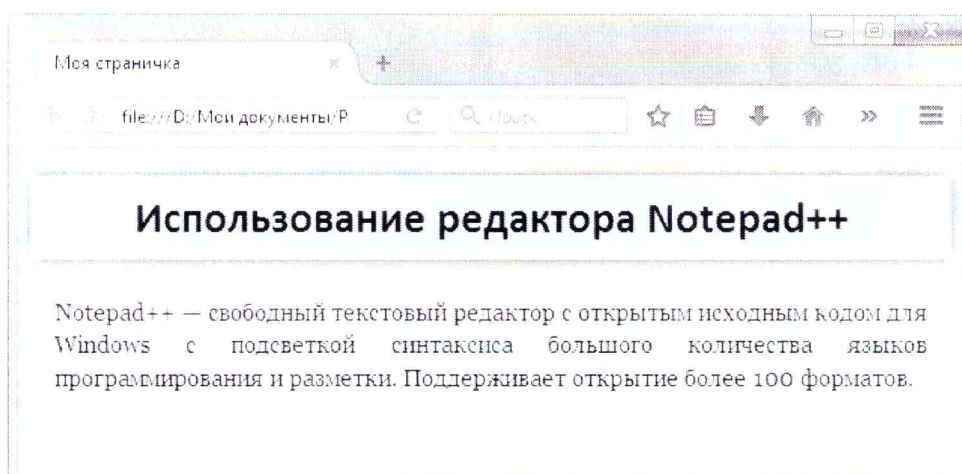 Моя страничка
file:///D:/Мои документы/P
Поиск
Использование редактора Notepad++
Notepad++ — свободный текстовый редактор с открытым исходным кодом для
Windows с подсветкой синтаксиса большого количества языков
программирования и разметки. Поддерживает открытие более 100 форматов.